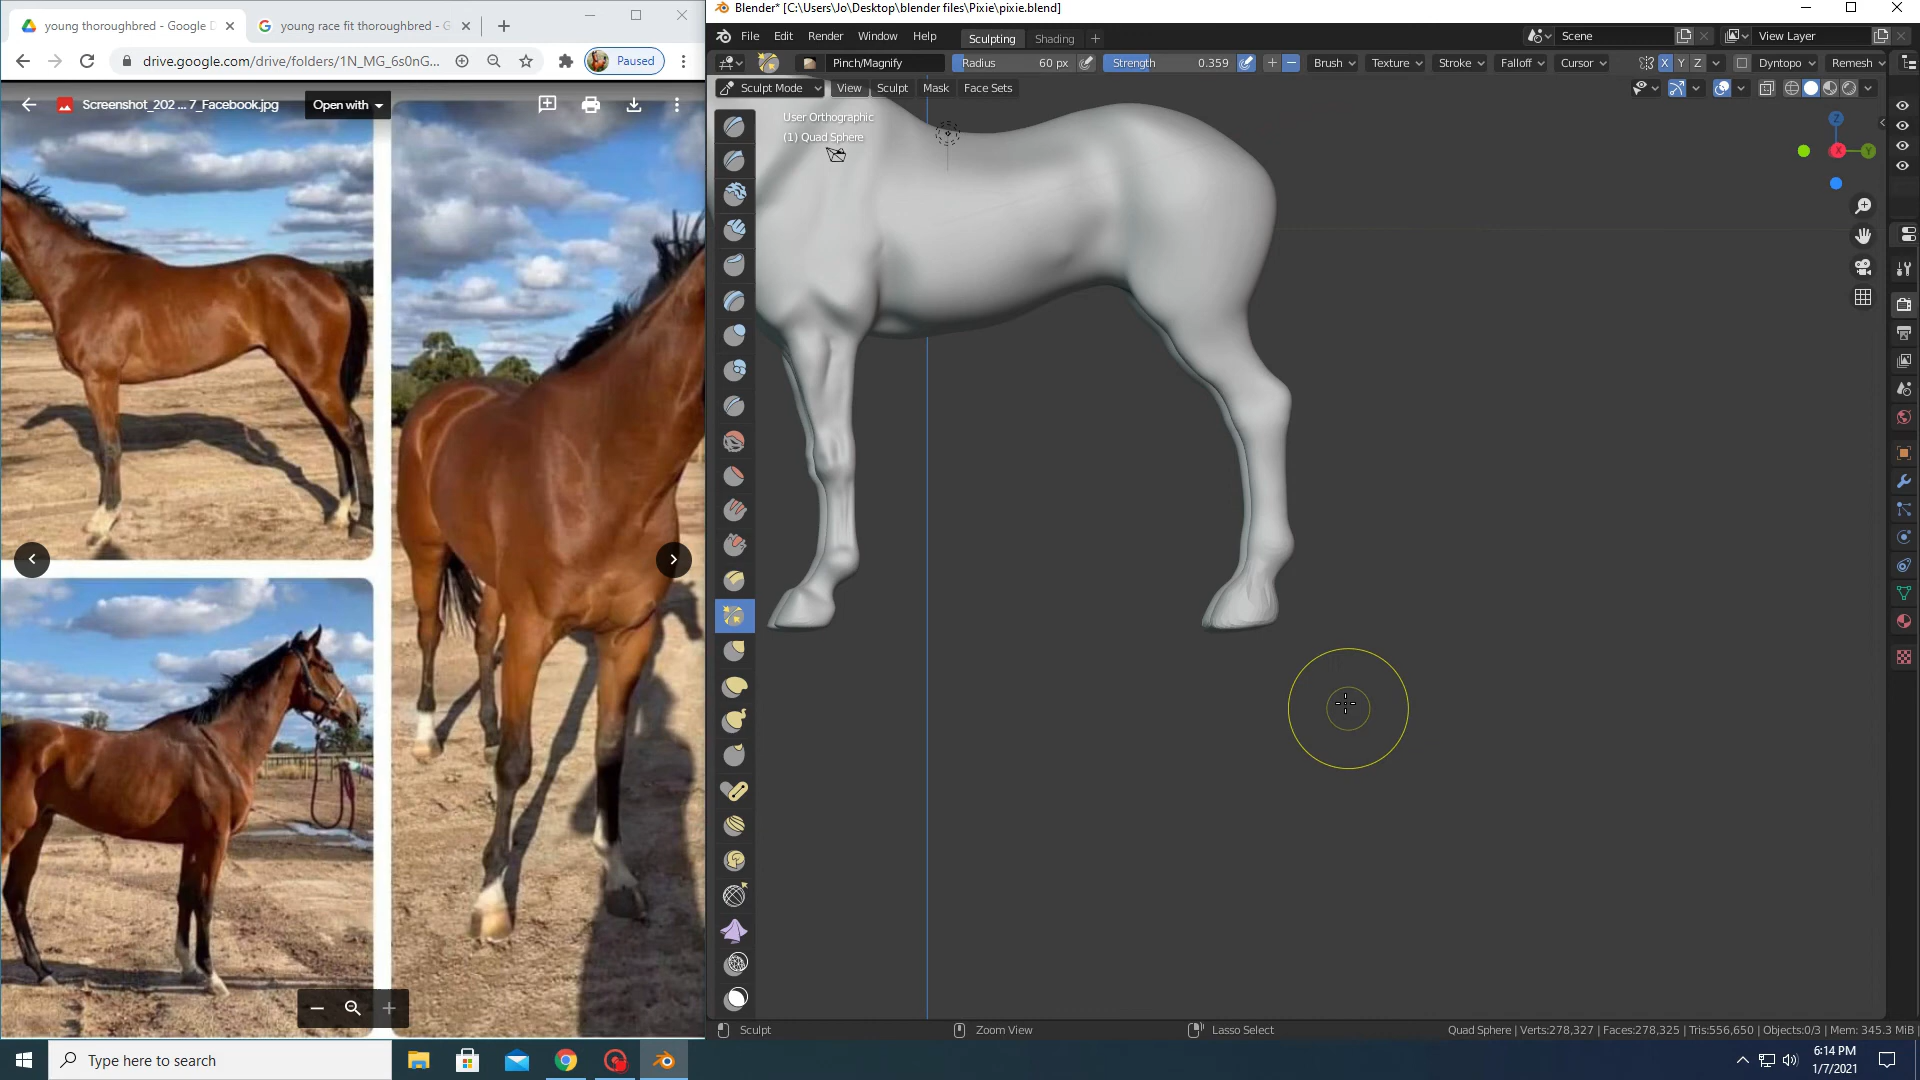 young thoroughbred - Google D
young race fit thoroughbred - G
drive.google.com/drive/folders/1N_MG_6s0nG...
Paused
Screenshot_202 ... 7_Facebook.jpg
Open with
Blender* [C:\Users\Jo\Desktop\blender files\Pixie\pixie.blend]
File
Edit
Render
Window
Help
Sculpting
Shading
Scene
View Layer
Pinch/Magnify
Radius
60 px
Strength
0.359
Brush
Texture
Stroke
Falloff
Cursor
X
Y
Z
Dyntopo
Remesh
Sculpt Mode
View
Sculpt
Mask
Face Sets
User Orthographic
(1) Quad Sphere
Z
X
Y
Sculpt
Zoom View
Lasso Select
Quad Sphere | Verts:278,327 | Faces:278,325 | Tris:556,650 | Objects:0/3 | Mem: 345.3 MiB
Type here to search
6:14 PM
1/7/2021